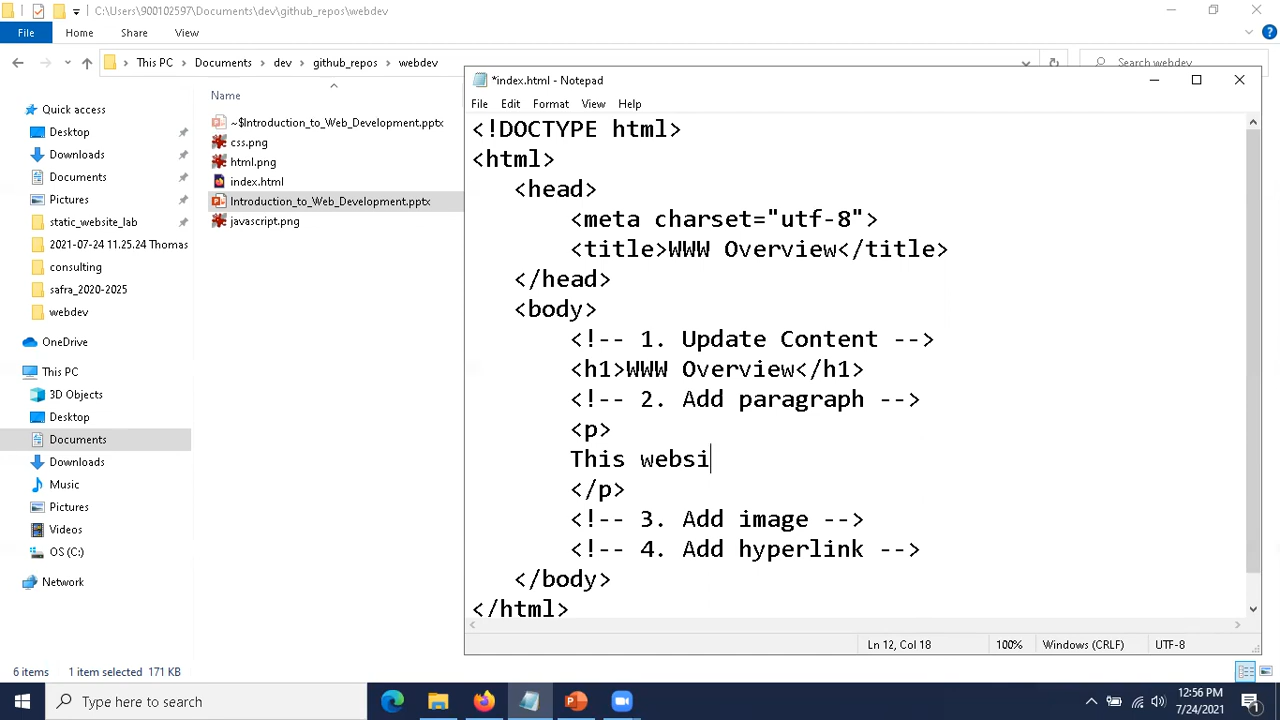 C:\Users\900102597\Documents\dev\github_repos\webdev
File Home Share View
This PC Documents dev github_repos webdev Search webdev
Quick access
Desktop
Downloads
Documents
Pictures
static_website_lab
2021-07-24 11.25.24 Thomas
consulting
safra_2020-2025
webdev
OneDrive
This PC
3D Objects
Desktop
Documents
Downloads
Music
Pictures
Videos
OS (C:)
Network
Name
~$Introduction_to_Web_Development.pptx
css.png
html.png
index.html
Introduction_to_Web_Development.pptx
javascript.png
*index.html - Notepad
File Edit Format View Help
<!DOCTYPE html>
<html>
<head>
<meta charset="utf-8">
<title>WWW Overview</title>
</head>
<body>
<!-- 1. Update Content -->
<h1>WWW Overview</h1>
<!-- 2. Add paragraph -->
<p>
This websi
</p>
<!-- 3. Add image -->
<!-- 4. Add hyperlink -->
</body>
</html>
Ln 12, Col 18 100% Windows (CRLF) UTF-8
6 items 1 item selected 171 KB
Type here to search
12:56 PM
7/24/2021
1